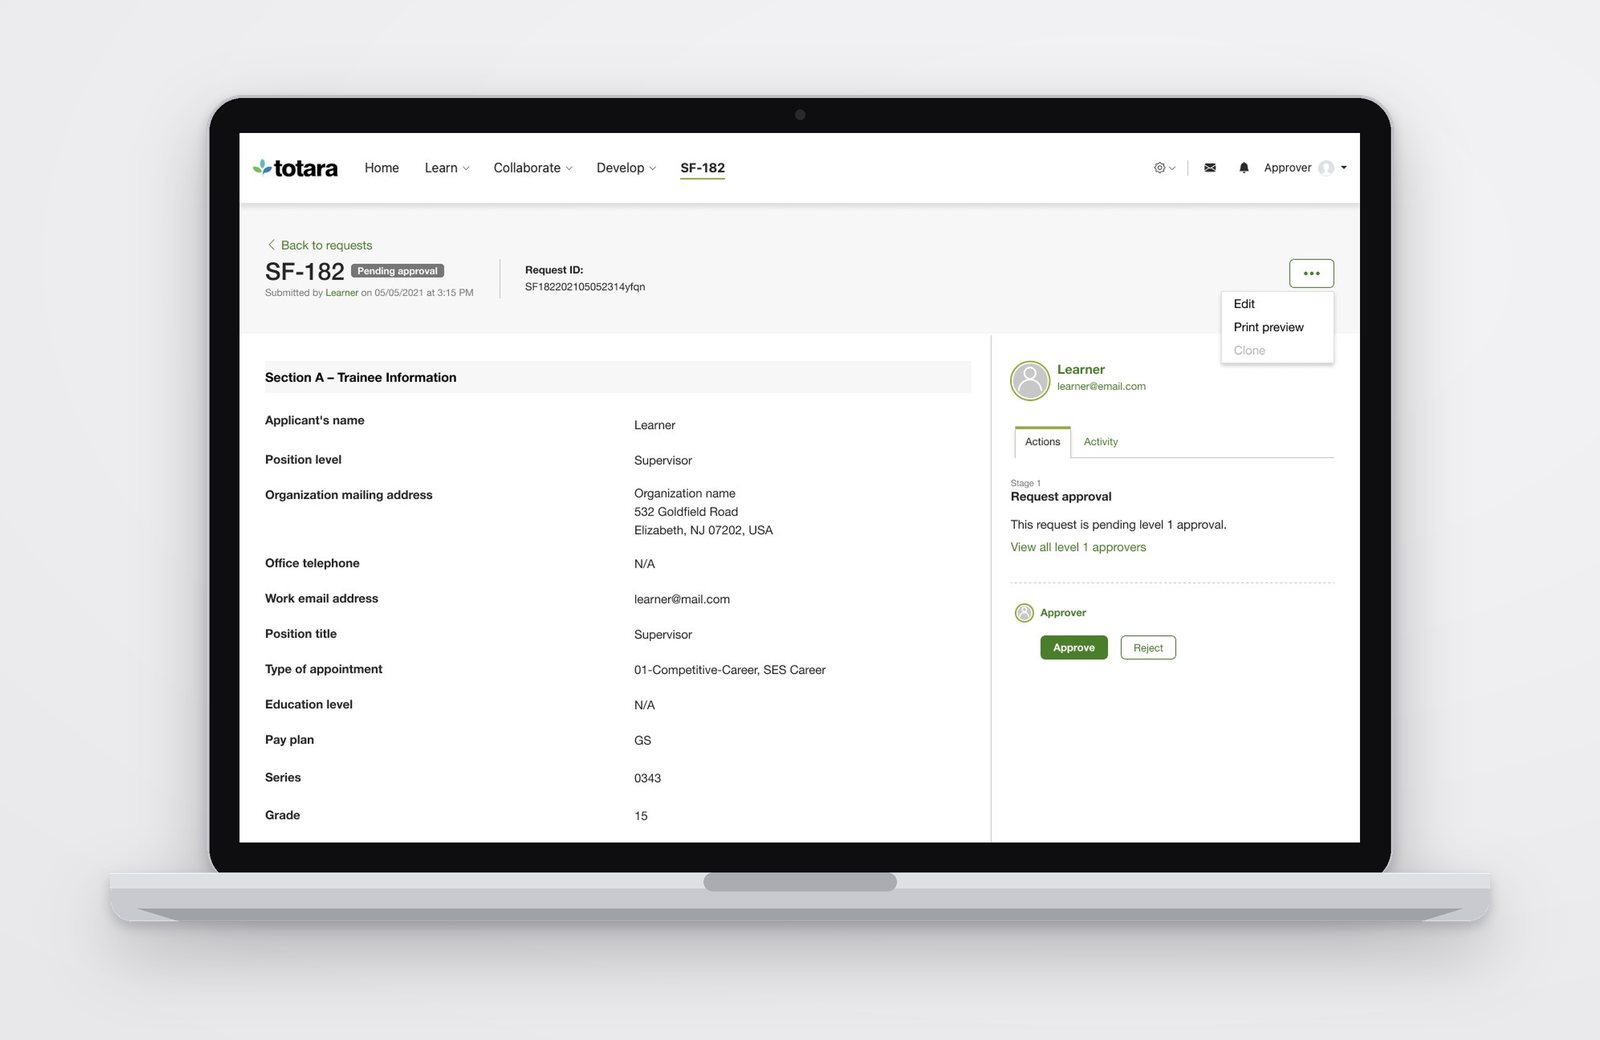 totara Home Learn Collaborate Develop SF-182 Approver
Back to requests
SF-182 Pending approval
Submitted by Learner on 05/05/2021 at 3:15 PM
Request ID:
SF182202105052314yfqn
Edit
Print preview
Clone
Section A – Trainee Information
Applicant's name Learner
Position level Supervisor
Organization mailing address Organization name
532 Goldfield Road
Elizabeth, NJ 07202, USA
Office telephone N/A
Work email address learner@mail.com
Position title Supervisor
Type of appointment 01-Competitive-Career, SES Career
Education level N/A
Pay plan GS
Series 0343
Grade 15
Learner
learner@email.com
Actions Activity
Stage 1
Request approval
This request is pending level 1 approval.
View all level 1 approvers
Approver
Approve Reject